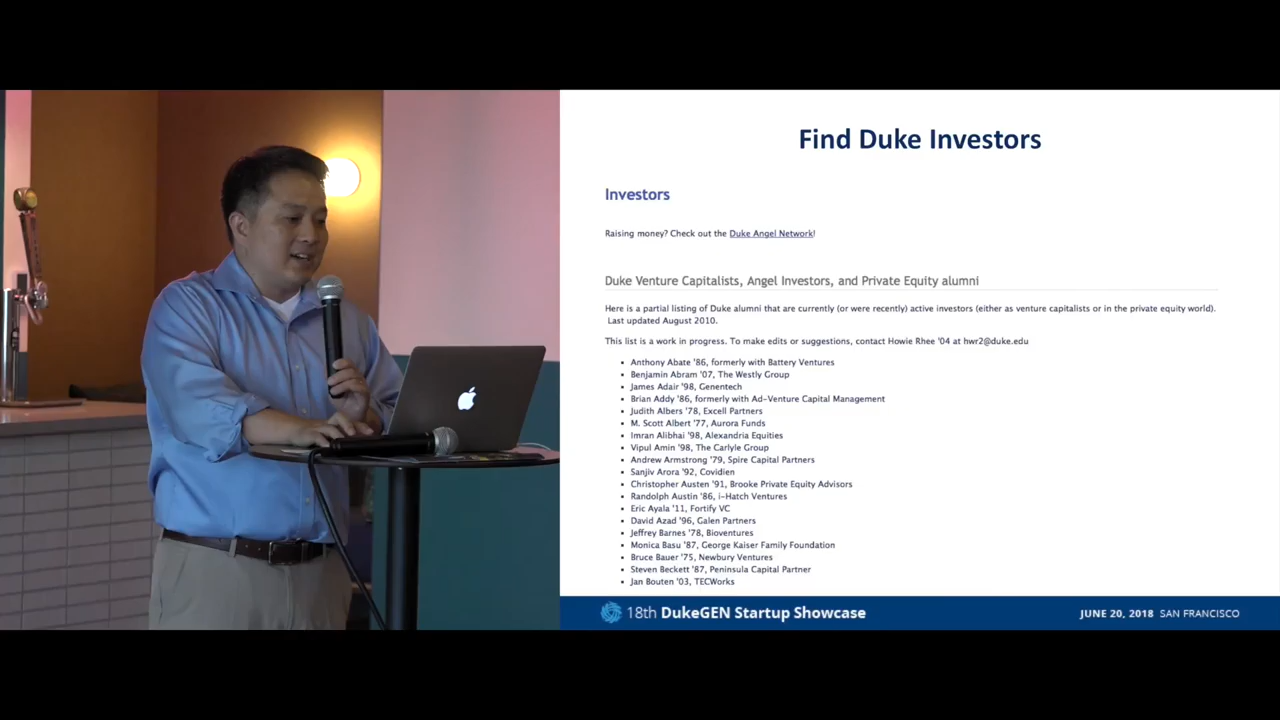 Find Duke Investors
Investors
Raising money? Check out the Duke Angel Network!
Duke Venture Capitalists, Angel Investors, and Private Equity alumni
Here is a partial listing of Duke alumni that are currently (or were recently) active investors (either as venture capitalists or in the private equity world).
Last updated August 2010.
This list is a work in progress. To make edits or suggestions, contact Howie Rhee '04 at hwr2@duke.edu
• Anthony Abate '86, formerly with Battery Ventures
• Benjamin Abram '07, The Westly Group
• James Adair '98, Genentech
• Brian Addy '86, formerly with Ad-Venture Capital Management
• Judith Albers '78, Excell Partners
• M. Scott Albert '77, Aurora Funds
• Imran Alibhai '98, Alexandria Equities
• Vipul Amin '98, The Carlyle Group
• Andrew Armstrong '79, Spire Capital Partners
• Sanjiv Arora '92, Covidien
• Christopher Austen '91, Brooke Private Equity Advisors
• Randolph Austin '86, i-Hatch Ventures
• Eric Ayala '11, Fortify VC
• David Azad '96, Galen Partners
• Jeffrey Barnes '78, Bioventures
• Monica Basu '87, George Kaiser Family Foundation
• Bruce Bauer '75, Newbury Ventures
• Steven Beckett '87, Peninsula Capital Partner
• Jan Bouten '03, TECWorks
18th DukeGEN Startup Showcase
JUNE 20, 2018 SAN FRANCISCO